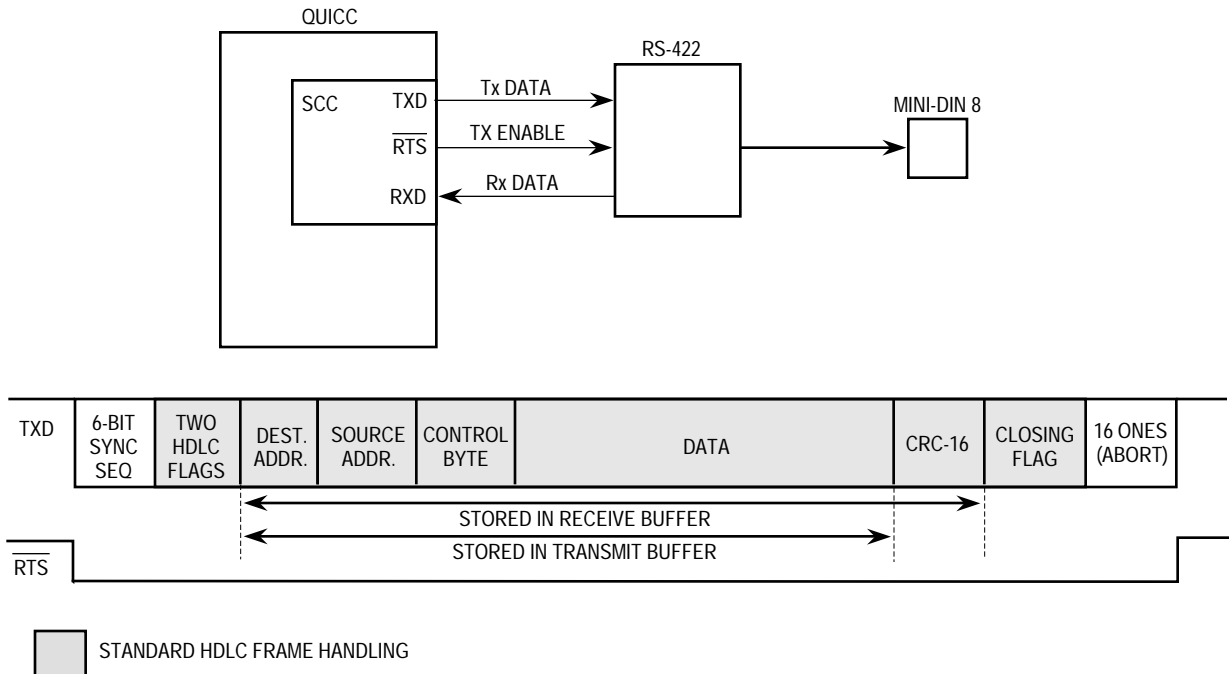 QUICC
RS-422
SCC
TXD
Tx DATA
MINI-DIN 8
RTS
TX ENABLE
RXD
Rx DATA
TXD
6-BIT
SYNC
SEQ
TWO
HDLC
FLAGS
DEST.
ADDR.
SOURCE
ADDR.
CONTROL
BYTE
DATA
CRC-16
CLOSING
FLAG
16 ONES
(ABORT)
STORED IN RECEIVE BUFFER
STORED IN TRANSMIT BUFFER
RTS
STANDARD HDLC FRAME HANDLING